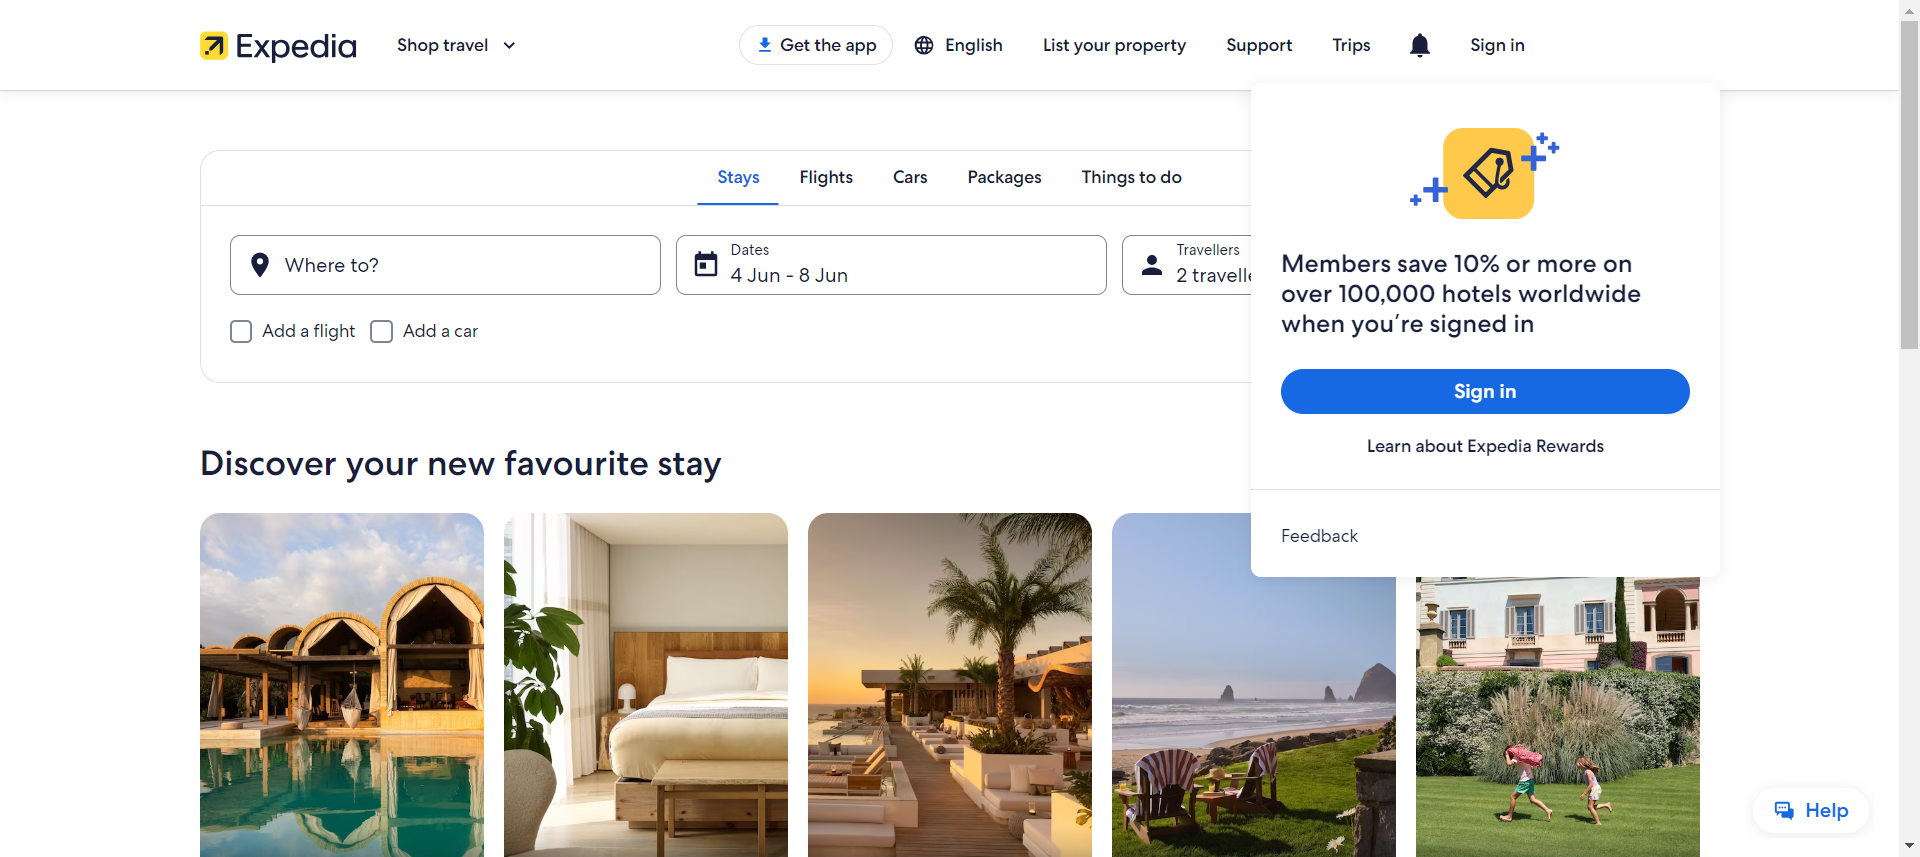 Expedia
Shop travel
Get the app
English
List your property
Support
Trips
Sign in
Stays
Flights
Cars
Packages
Things to do
Where to?
Dates
4 Jun - 8 Jun
Travellers
2 travelle
Add a flight
Add a car
Members save 10% or more on
over 100,000 hotels worldwide
when you're signed in
Sign in
Learn about Expedia Rewards
Feedback
Discover your new favourite stay
Help